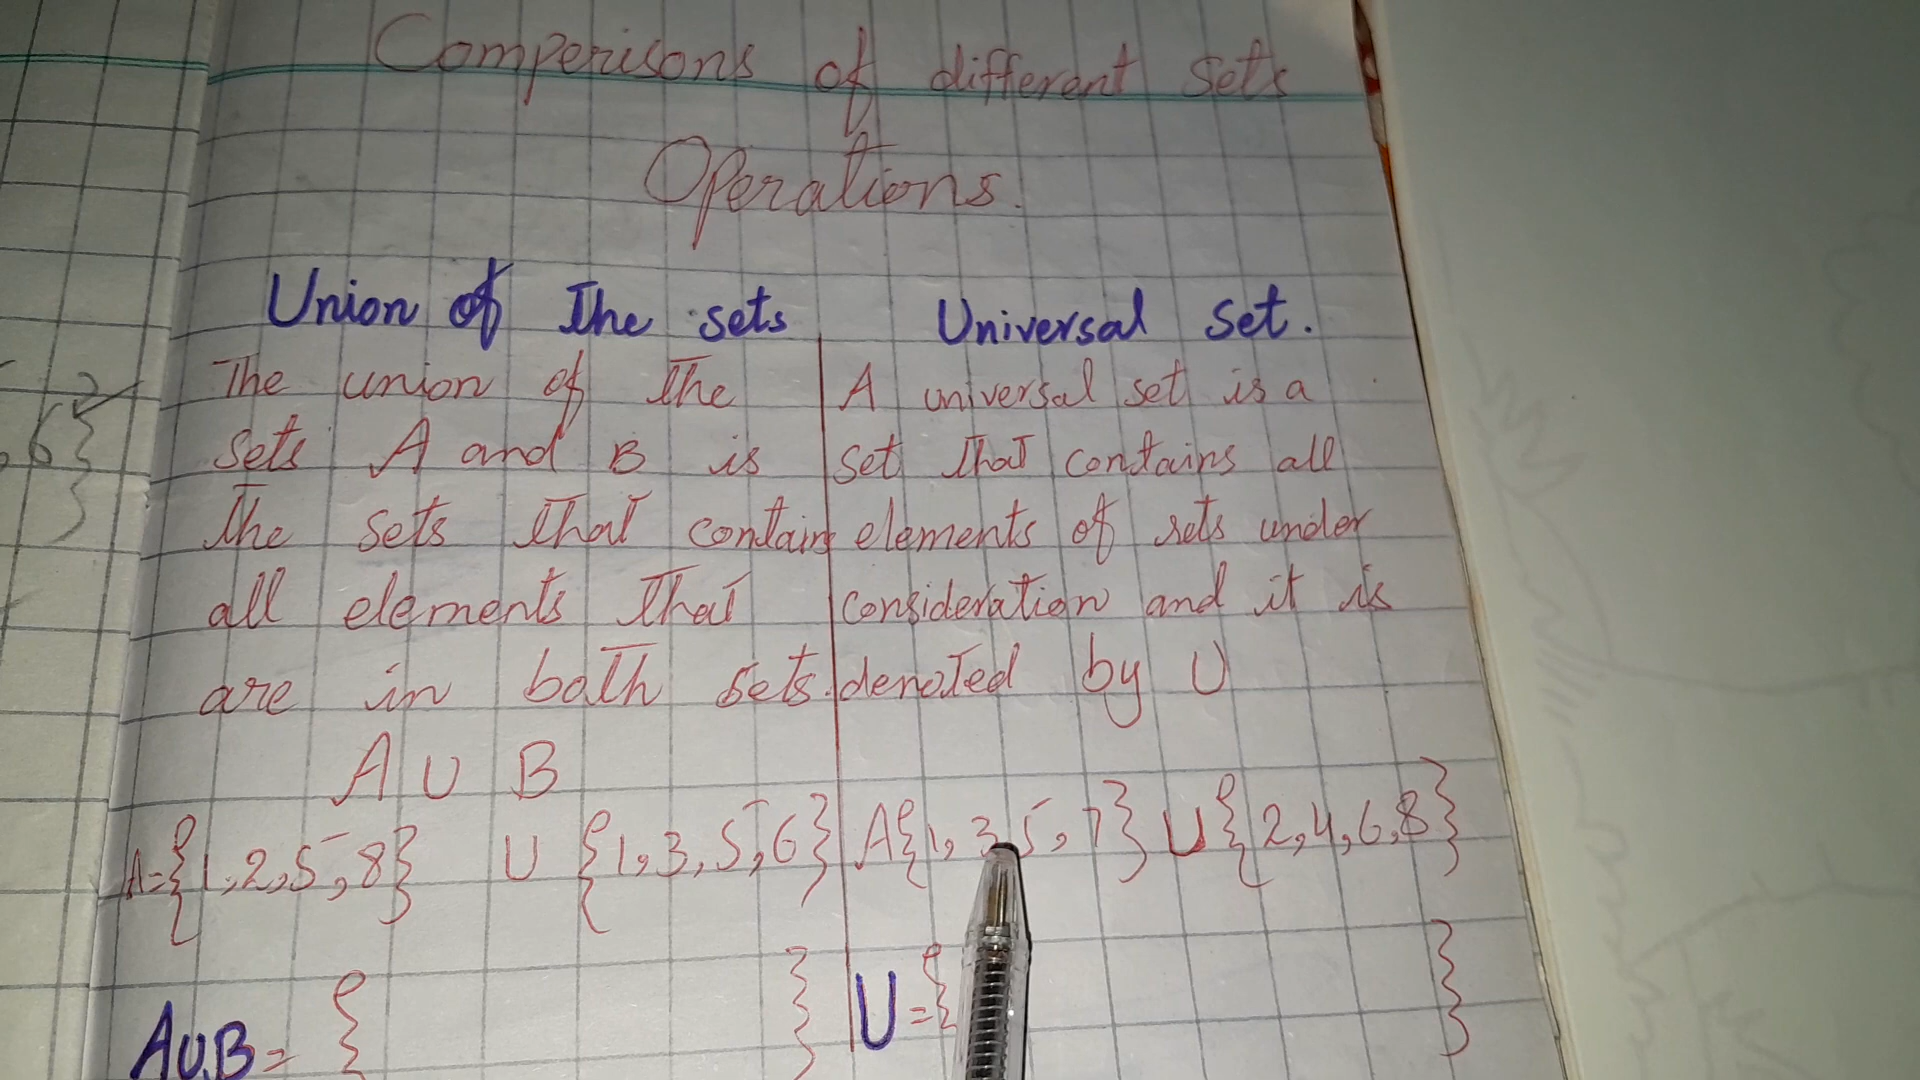 Comperisons of different sets
Operations.
Union of The sets
The union of The
sets A and B is
The sets that contains
all elements that
are in both sets.
A U B
A={1,2,5,8} U {1,3,5,6}
AUB= { }
Universal set.
A universal set is a
set that contains all
elements of sets under
consideration and it is
denoted by U
A{1,3,5,7} U {2,4,6,8}
U={ }
,6}